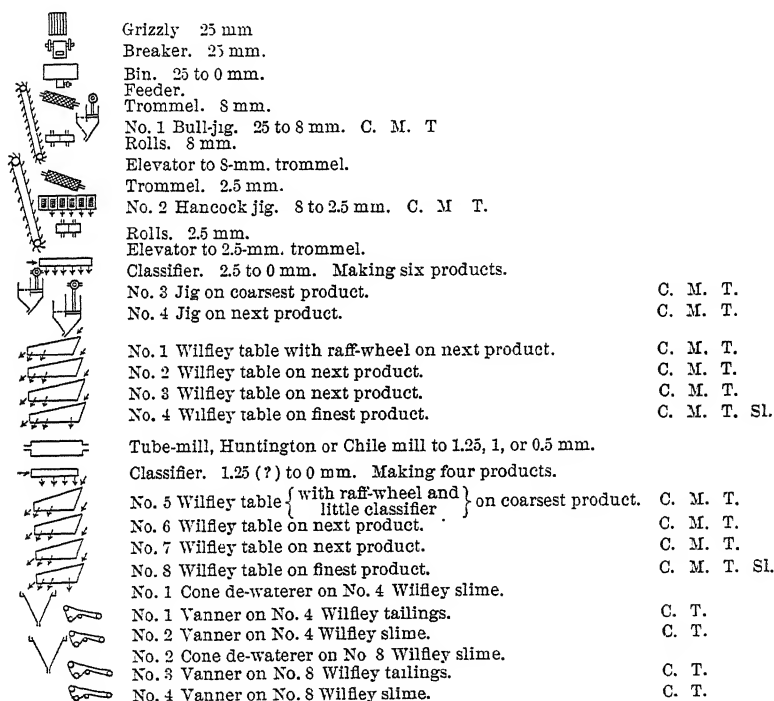 Grizzly 25 mm
Breaker. 25 mm.
Bin. 25 to 0 mm.
Feeder.
Trommel. 8 mm.
No. 1 Bull-jig. 25 to 8 mm. C. M. T
Rolls. 8 mm.
Elevator to 8-mm. trommel.
Trommel. 2.5 mm.
No. 2 Hancock jig. 8 to 2.5 mm. C. M T.
Rolls. 2.5 mm.
Elevator to 2.5-mm. trommel.
Classifier. 2.5 to 0 mm. Making six products.
No. 3 Jig on coarsest product. C. M. T.
No. 4 Jig on next product. C. M. T.
No. 1 Wilfley table with raff-wheel on next product. C. M. T.
No. 2 Wilfley table on next product. C. M. T.
No. 3 Wilfley table on next product. C. M. T.
No. 4 Wilfley table on finest product. C. M. T. Sl.
Tube-mill, Huntington or Chile mill to 1.25, 1, or 0.5 mm.
Classifier. 1.25 (?) to 0 mm. Making four products.
No. 5 Wilfley table {with raff-wheel and little classifier} on coarsest product. C. M. T.
No. 6 Wilfley table on next product. C. M. T.
No. 7 Wilfley table on next product. C. M. T.
No. 8 Wilfley table on finest product. C. M. T. Sl.
No. 1 Cone de-waterer on No. 4 Wilfley slime.
No. 1 Vanner on No. 4 Wilfley tailings. C. T.
No. 2 Vanner on No. 4 Wilfley slime. C. T.
No. 2 Cone de-waterer on No 8 Wilfley slime.
No. 3 Vanner on No. 8 Wilfley tailings. C. T.
No. 4 Vanner on No. 8 Wilfley slime. C. T.